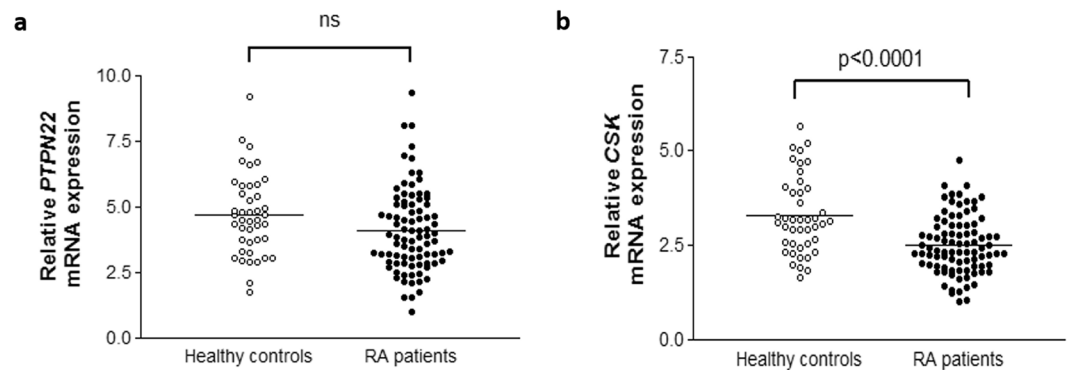 a
ns
Relative PTPN22
mRNA expression
10.0
7.5
5.0
2.5
0.0
Healthy controls
RA patients
b
p<0.0001
Relative CSK
mRNA expression
7.5
5.0
2.5
0.0
Healthy controls
RA patients